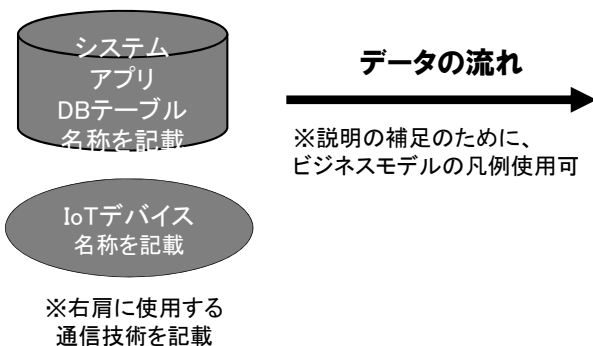 システム
アプリ
DBテーブル
名称を記載
データの流れ
※説明の補足のために、
ビジネスモデルの凡例使用可
IoTデバイス
名称を記載
※右肩に使用する
通信技術を記載